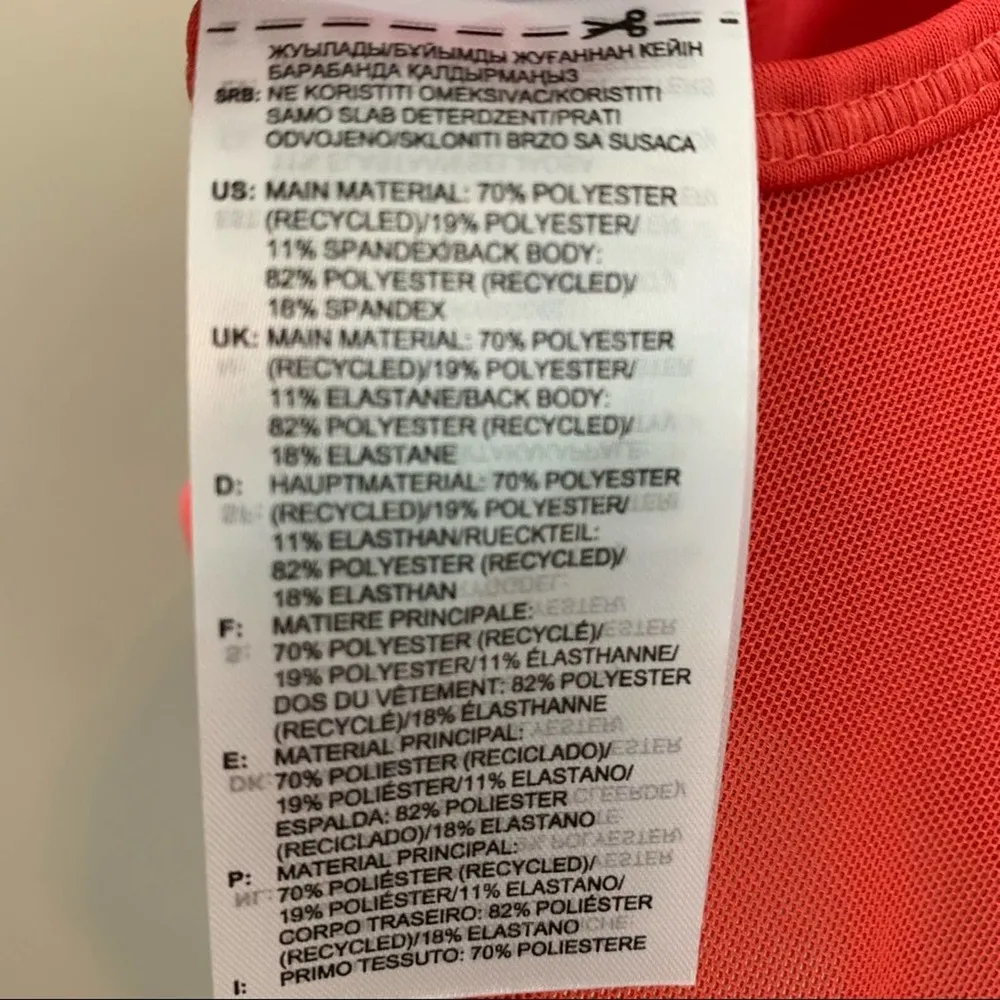 ЖУЫЛАДЫ/БҰЙЫМДЫ ЖУҒАННАН КЕЙІН
БАРАБАНДА ҚАЛДЫРМАҢЫЗ
SRB: NE KORISTITI OMEKSIVAC/KORISTITI
SAMO SLAB DETERDZENT/PRATI
ODVOJENO/SKLONITI BRZO SA SUSACA
US: MAIN MATERIAL: 70% POLYESTER
(RECYCLED)/19% POLYESTER/
11% SPANDEX/BACK BODY:
82% POLYESTER (RECYCLED)/
18% SPANDEX
UK: MAIN MATERIAL: 70% POLYESTER
(RECYCLED)/19% POLYESTER/
11% ELASTANE/BACK BODY:
82% POLYESTER (RECYCLED)/
18% ELASTANE
D: HAUPTMATERIAL: 70% POLYESTER
(RECYCLED)/19% POLYESTER/
11% ELASTHAN/RUECKTEIL:
82% POLYESTER (RECYCLED)/
18% ELASTHAN
F: MATIERE PRINCIPALE:
70% POLYESTER (RECYCLÉ)/
19% POLYESTER/11% ÉLASTHANNE/
DOS DU VÊTEMENT: 82% POLYESTER
(RECYCLÉ)/18% ÉLASTHANNE
E: MATERIAL PRINCIPAL:
70% POLIESTER (RECICLADO)/
19% POLIÉSTER/11% ELASTANO/
ESPALDA: 82% POLIESTER
(RECICLADO)/18% ELASTANO
P: MATERIAL PRINCIPAL:
70% POLIÉSTER (RECYCLED)/
19% POLIÉSTER/11% ELASTANO/
CORPO TRASEIRO: 82% POLIÉSTER
(RECYCLED)/18% ELASTANO
I: PRIMO TESSUTO: 70% POLIESTERE